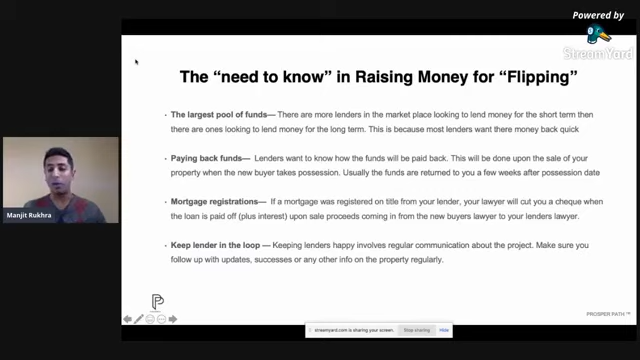 Powered by
StreamYard
The “need to know” in Raising Money for “Flipping”
• The largest pool of funds— There are more lenders in the market place looking to lend money for the short term then
there are ones looking to lend money for the long term. This is because most lenders want there money back quick
• Paying back funds— Lenders want to know how the funds will be paid back. This will be done upon the sale of your
property when the new buyer takes possession. Usually the funds are returned to you a few weeks after possession date
• Mortgage registrations— If a mortgage was registered on title from your lender, your lawyer will cut you a cheque when
the loan is paid off (plus interest) upon sale proceeds coming in from the new buyers lawyer to your lenders lawyer.
• Keep lender in the loop — Keeping lenders happy involves regular communication about the project. Make sure you
follow up with updates, successes or any other info on the property regularly.
Manjit Rukhra
PROSPER PATH ™
streamyard.com is sharing your screen.
Stop sharing
Hide